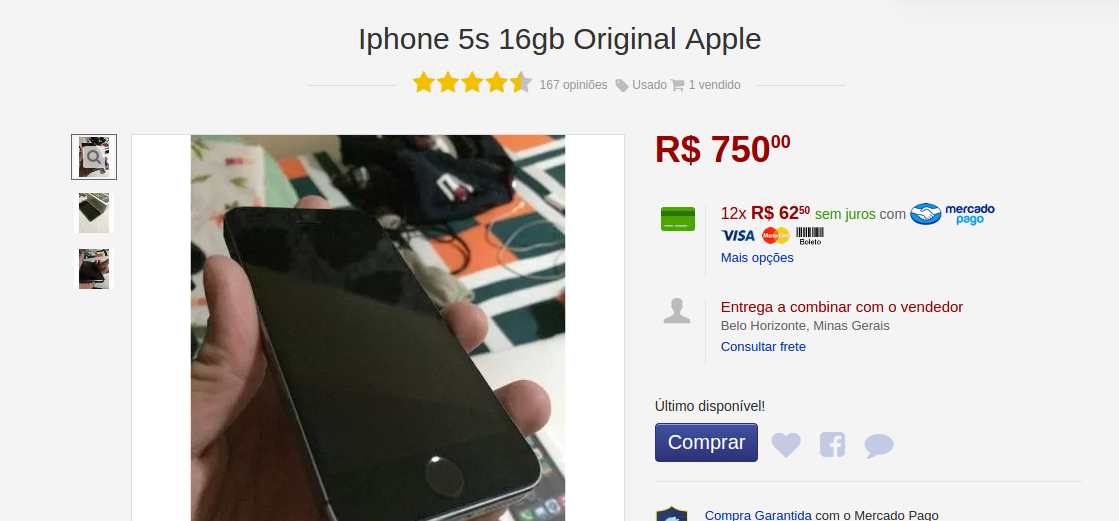 Iphone 5s 16gb Original Apple
167 opiniões Usado 1 vendido
R$ 750 00
12x R$ 62 50 sem juros com mercado pago
VISA MasterCard Boleto
Mais opções
Entrega a combinar com o vendedor
Belo Horizonte, Minas Gerais
Consultar frete
Último disponível!
Comprar
Compra Garantida com o Mercado Pago